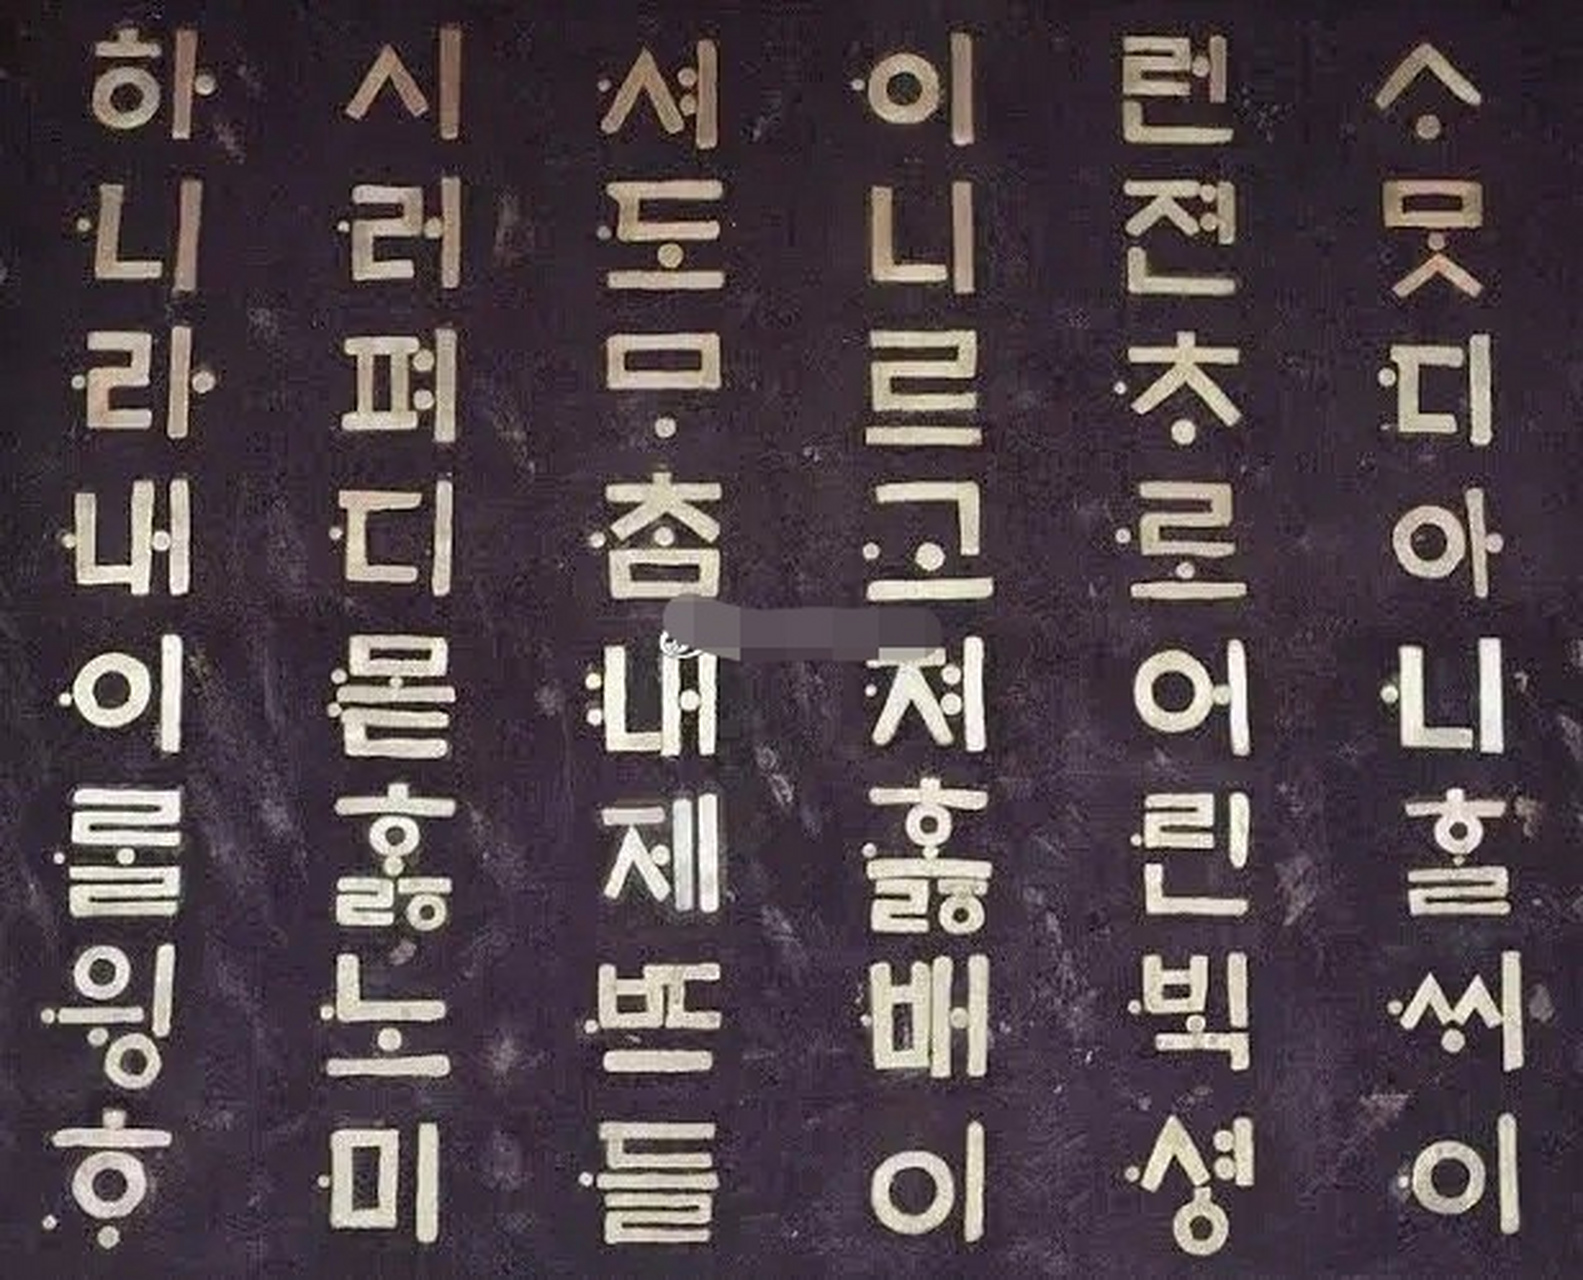 ᄉᆞᄆᆞᆺ디아니ᄒᆞᆯᄊᆡ이
런젼ᄎᆞ로어린ᄇᆡᆨ셩
이니르고져호ᇙ배이
셔도ᄆᆞᄎᆞᆷ내제ᄠᅳ들
시러펴디몯ᄒᆞᇙ노미
하니라내이ᄅᆞᆯ윙ᄒᆞ